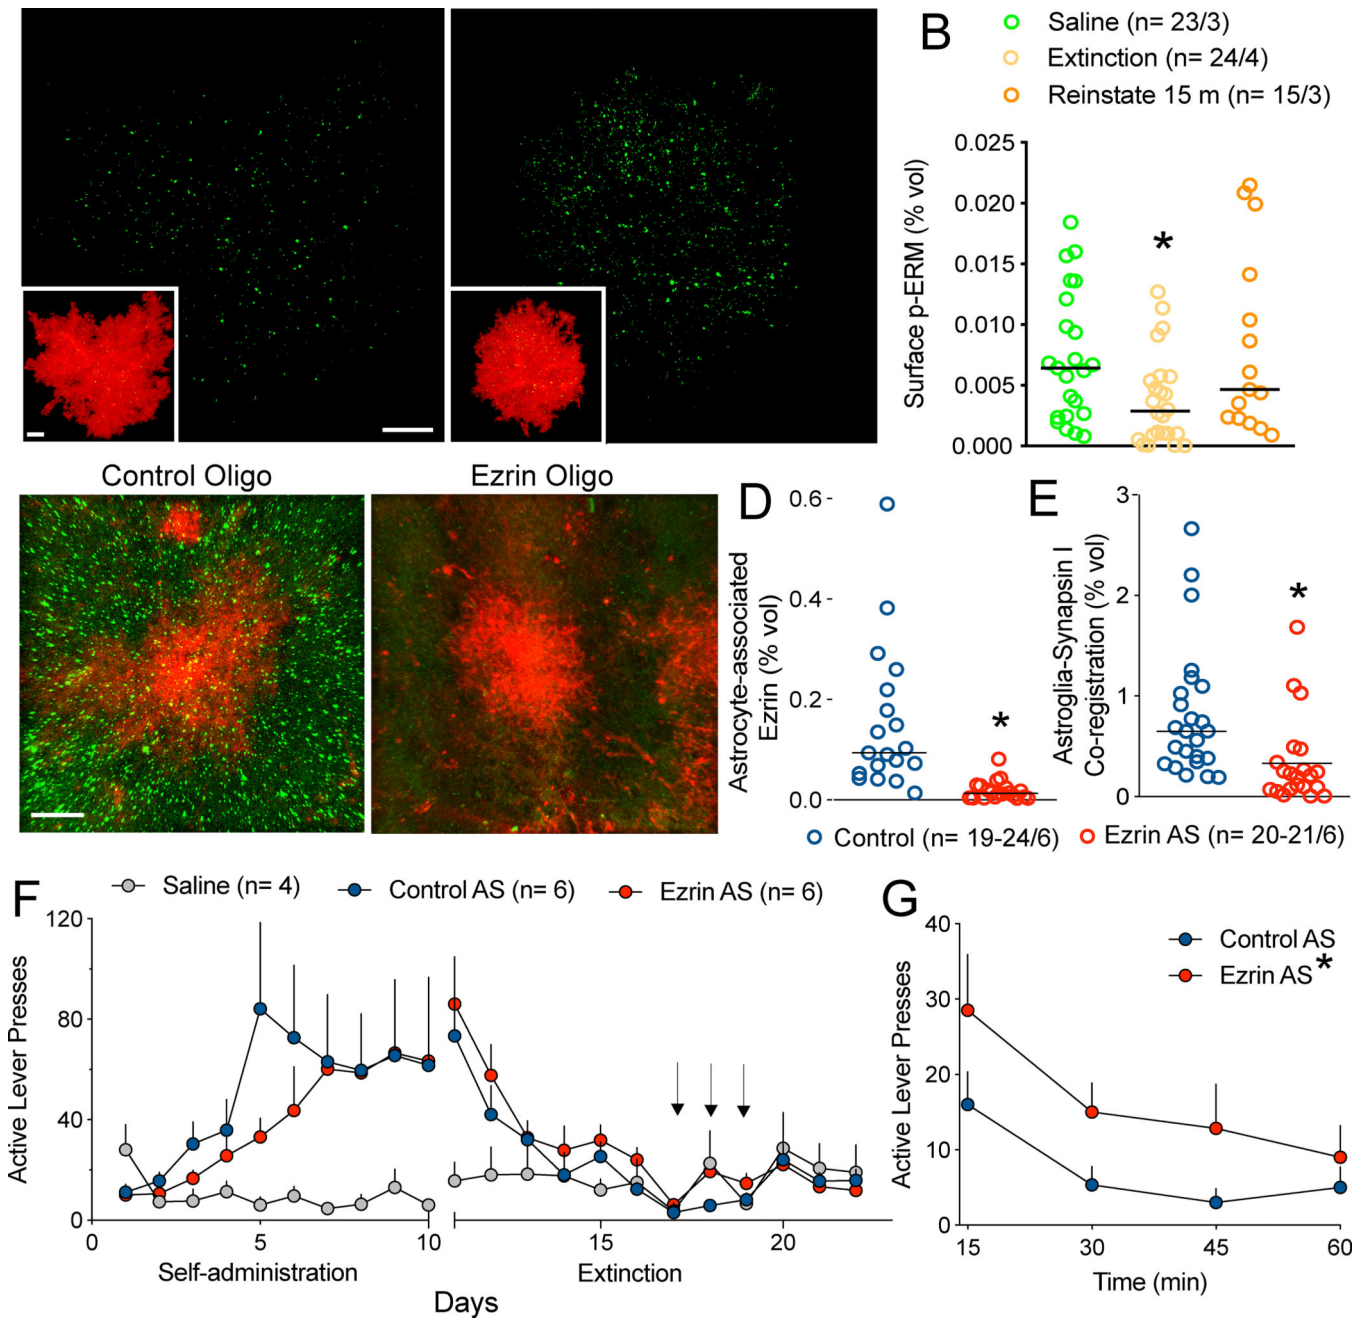 B
Saline (n= 23/3)
Extinction (n= 24/4)
Reinstate 15 m (n= 15/3)
Surface p-ERM (% vol)
0.025
0.020
0.015
0.010
0.005
0.000
*
Control Oligo
Ezrin Oligo
D
Astrocyte-associated
Ezrin (% vol)
0.6
0.4
0.2
0.0
*
E
Astroglia-Synapsin I
Co-registration (% vol)
3
2
1
0
*
Control (n= 19-24/6)
Ezrin AS (n= 20-21/6)
F
Saline (n= 4)
Control AS (n= 6)
Ezrin AS (n= 6)
Active Lever Presses
120
80
40
0
0 5 10 15 20
Self-administration
Extinction
Days
G
Control AS
Ezrin AS *
Active Lever Presses
40
30
20
10
0
15 30 45 60
Time (min)